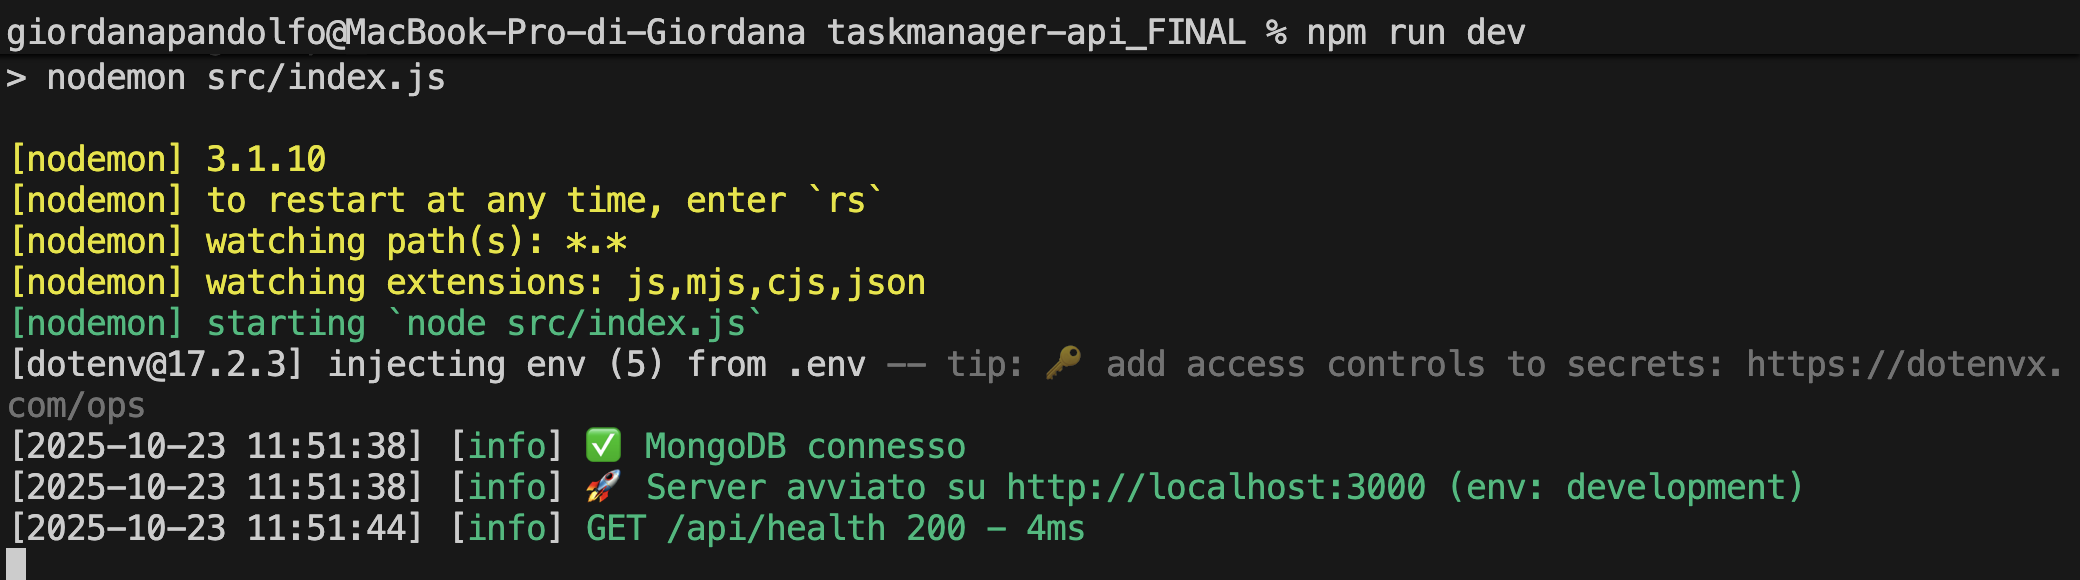 giordanapandolfo@MacBook-Pro-di-Giordana taskmanager-api_FINAL % npm run dev
> nodemon src/index.js
[nodemon] 3.1.10
[nodemon] to restart at any time, enter `rs`
[nodemon] watching path(s): *.*
[nodemon] watching extensions: js,mjs,cjs,json
[nodemon] starting `node src/index.js`
[dotenv@17.2.3] injecting env (5) from .env -- tip: 🔑 add access controls to secrets: https://dotenvx.
com/ops
[2025-10-23 11:51:38] [info] ✅ MongoDB connesso
[2025-10-23 11:51:38] [info] 🚀 Server avviato su http://localhost:3000 (env: development)
[2025-10-23 11:51:44] [info] GET /api/health 200 - 4ms